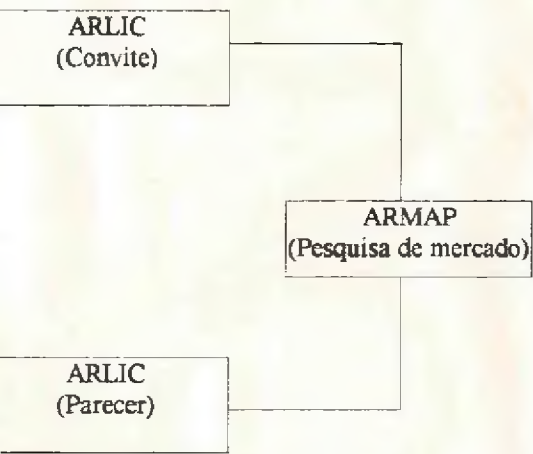 ARLIC
(Convite)
ARMAP
(Pesquisa de mercado)
ARLIC
(Parecer)